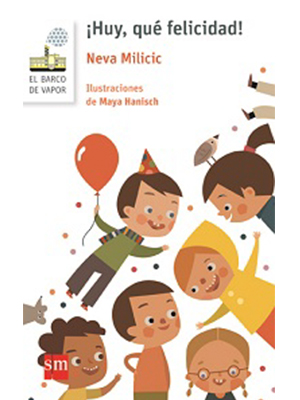 ¡Huy, qué felicidad!
Neva Milicic
Ilustraciones
de Maya Hanisch
EL BARCO
DE VAPOR
sm